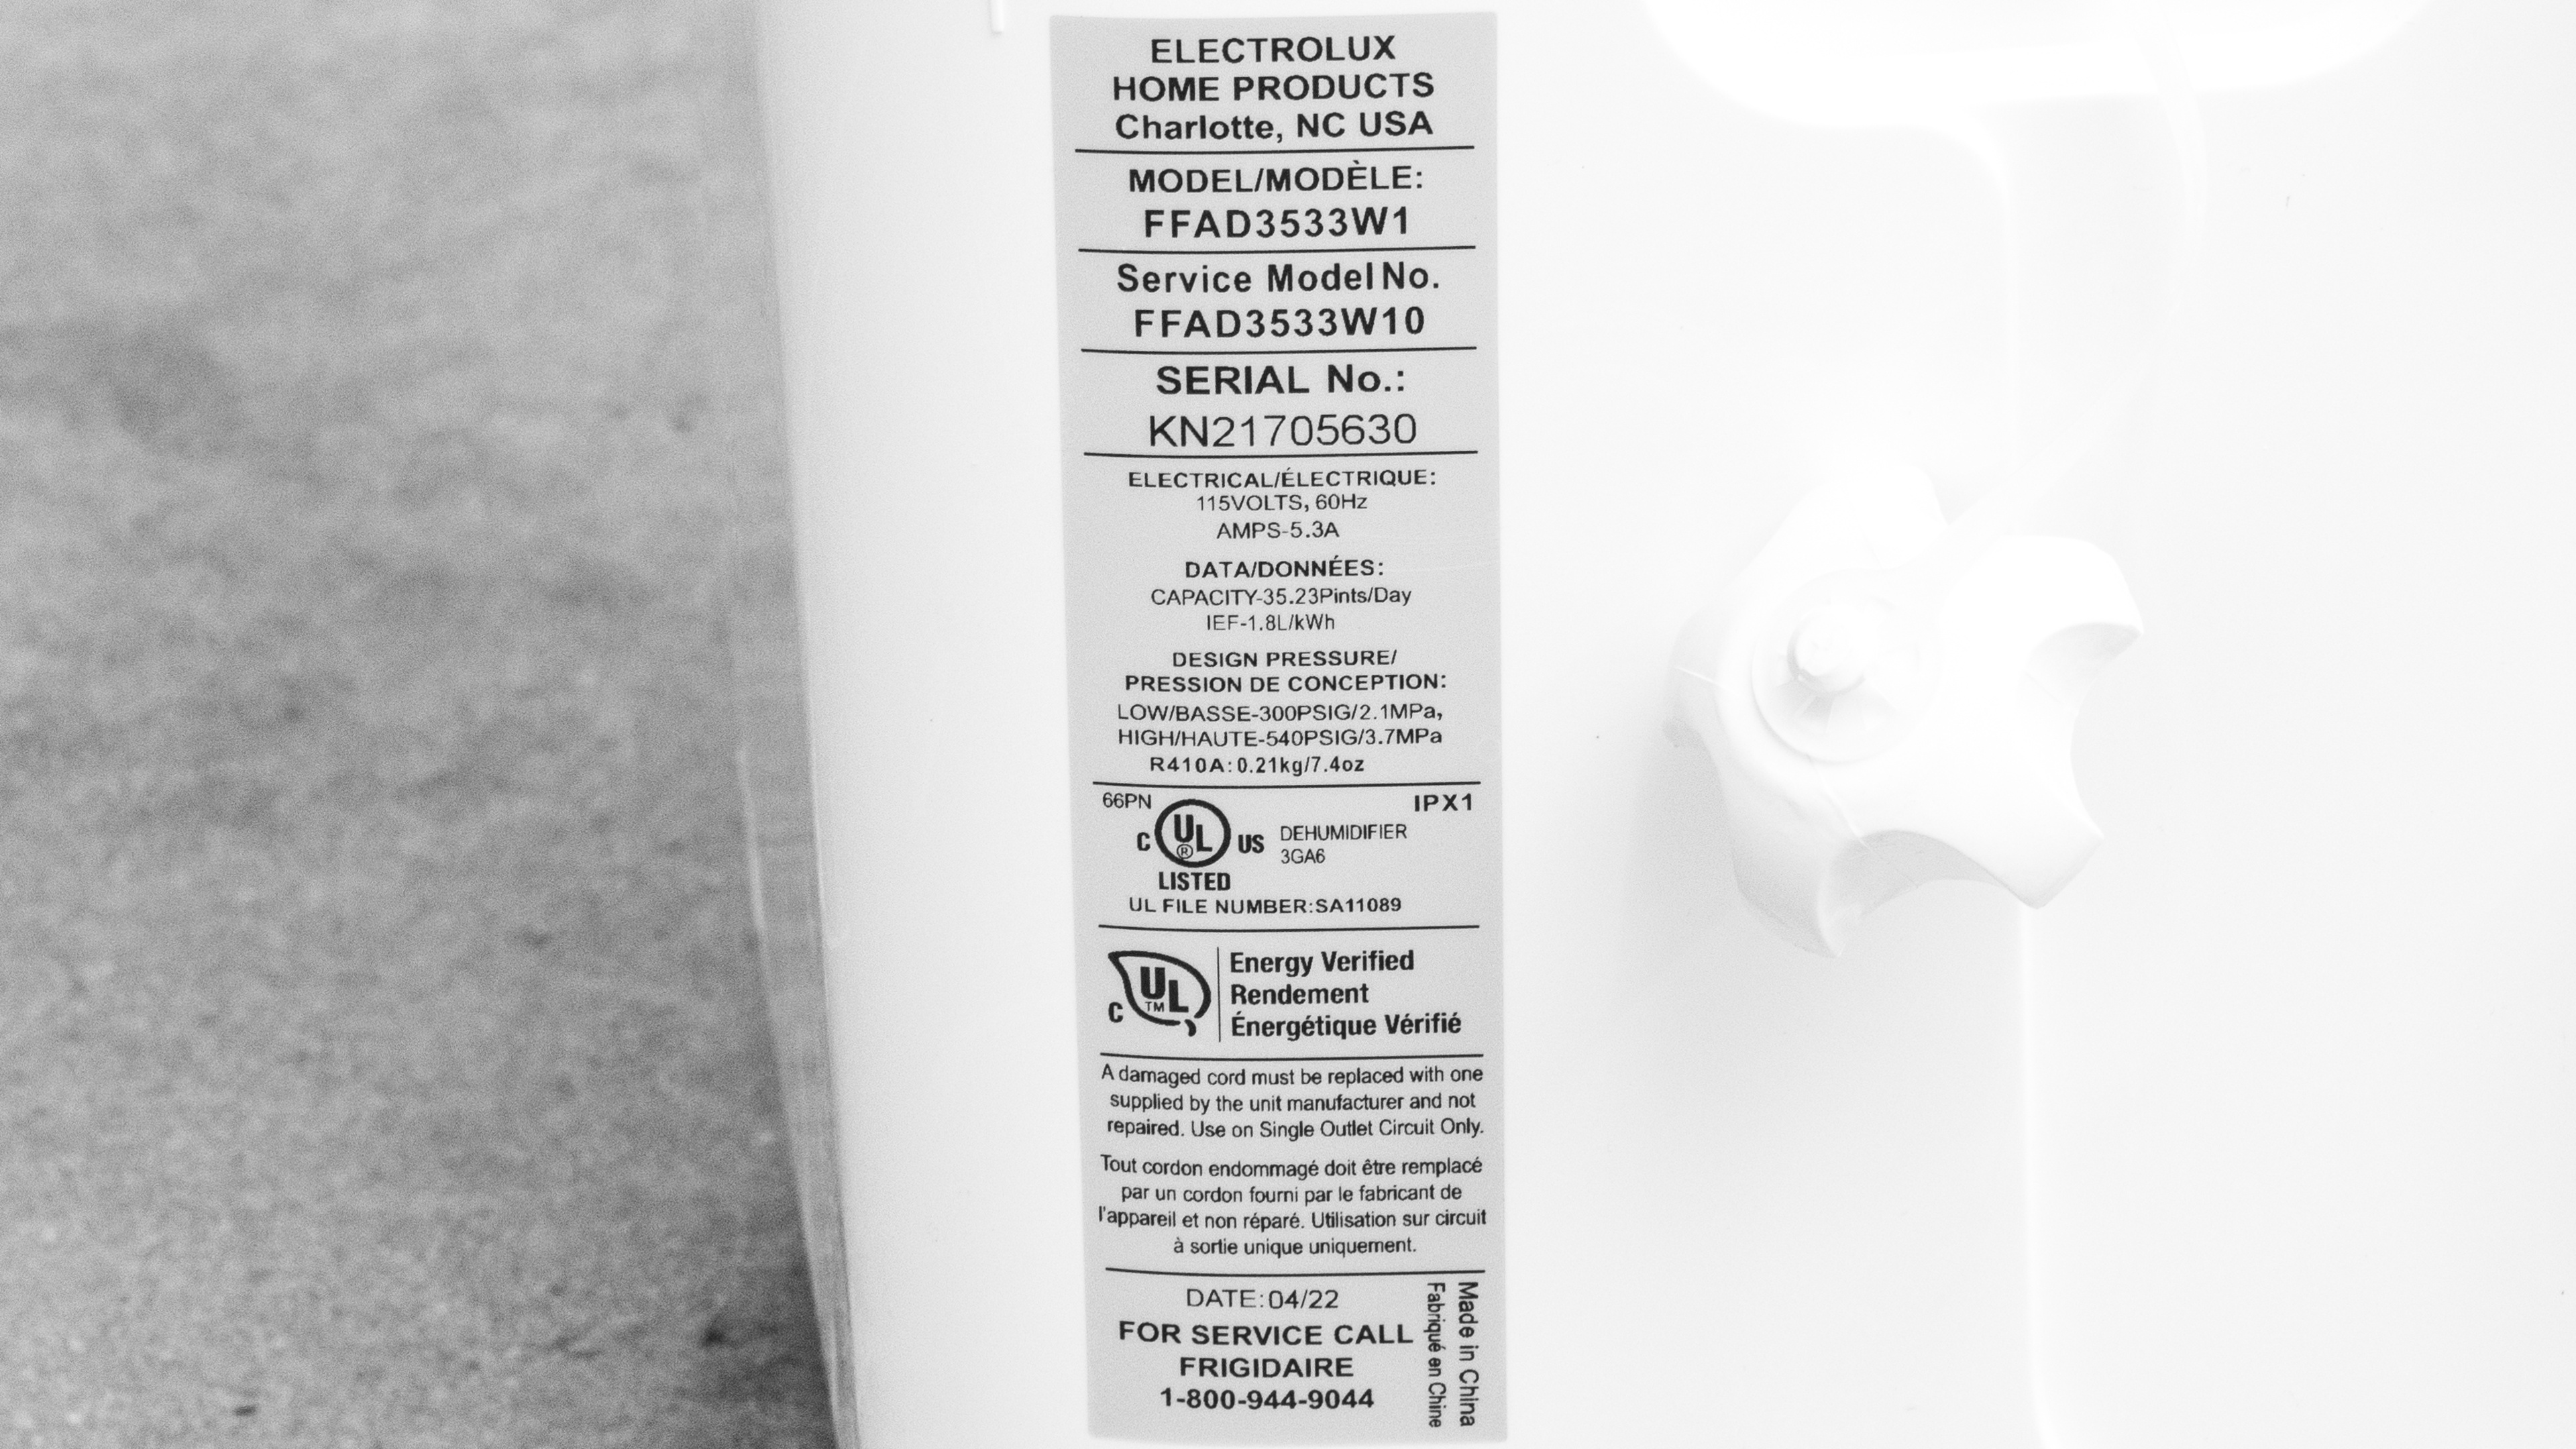 ELECTROLUX
HOME PRODUCTS
Charlotte, NC USA
MODEL/MODÈLE:
FFAD3533W1
Service Model No.
FFAD3533W10
SERIAL No.:
KN21705630
ELECTRICAL/ÉLECTRIQUE:
115VOLTS, 60Hz
AMPS-5.3A
DATA/DONNÉES:
CAPACITY-35.23Pints/Day
IEF-1.8L/kWh
DESIGN PRESSURE/
PRESSION DE CONCEPTION:
LOW/BASSE-300PSIG/2.1MPa,
HIGH/HAUTE-540PSIG/3.7MPa
R410A:0.21kg/7.4oz
66PN
IPX1
C UL ® US
DEHUMIDIFIER
3GA6
LISTED
UL FILE NUMBER:SA11089
C UL ™
Energy Verified
Rendement
Énergétique Vérifié
A damaged cord must be replaced with one
supplied by the unit manufacturer and not
repaired. Use on Single Outlet Circuit Only.
Tout cordon endommagé doit être remplacé
par un cordon fourni par le fabricant de
l'appareil et non réparé. Utilisation sur circuit
à sortie unique uniquement.
DATE:04/22
FOR SERVICE CALL
FRIGIDAIRE
1-800-944-9044
Made in China
Fabriqué en Chine